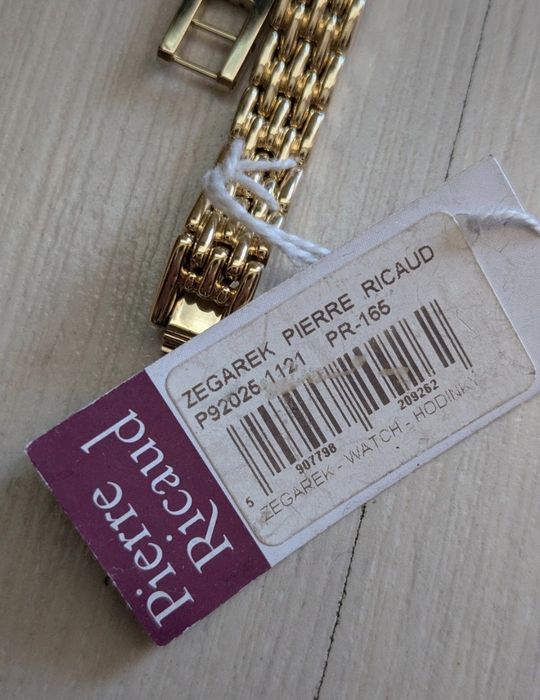 ZEGAREK PIERRE RICAUD
P92025.1121 PR-165
5 907798 209262
ZEGAREK - WATCH - HODINKY
Pierre
Ricaud